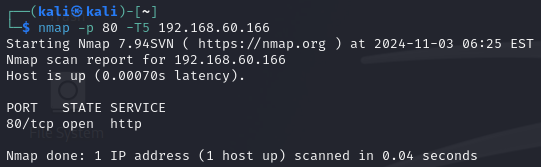 ┌──(kali㉿kali)-[~]
└─$ nmap -p 80 -T5 192.168.60.166
Starting Nmap 7.94SVN ( https://nmap.org ) at 2024-11-03 06:25 EST
Nmap scan report for 192.168.60.166
Host is up (0.00070s latency).

PORT   STATE SERVICE
80/tcp open  http
File System

Nmap done: 1 IP address (1 host up) scanned in 0.04 seconds